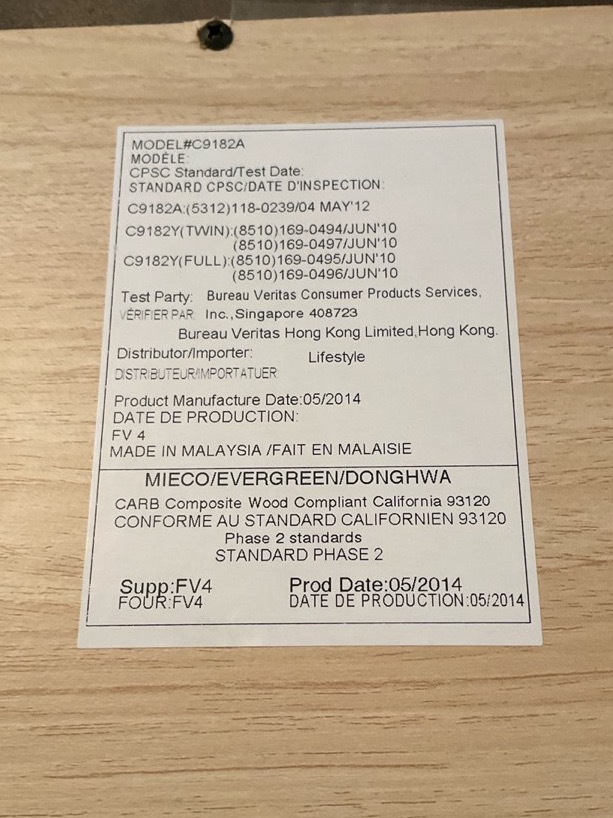 MODEL#C9182A
MODÈLE:
CPSC Standard/Test Date:
STANDARD CPSC/DATE D'INSPECTION:
C9182A:(5312)118-0239/04 MAY'12
C9182Y(TWIN):(8510)169-0494/JUN'10
(8510)169-0497/JUN'10
C9182Y(FULL):(8510)169-0495/JUN'10
(8510)169-0496/JUN'10
Test Party: Bureau Veritas Consumer Products Services,
VÉRIFIER PAR Inc.,Singapore 408723
Bureau Veritas Hong Kong Limited,Hong Kong.
Distributor/Importer: Lifestyle
DISTRIBUTEUR/IMPORTATUER:
Product Manufacture Date:05/2014
DATE DE PRODUCTION:
FV 4
MADE IN MALAYSIA /FAIT EN MALAISIE
MIECO/EVERGREEN/DONGHWA
CARB Composite Wood Compliant California 93120
CONFORME AU STANDARD CALIFORNIEN 93120
Phase 2 standards
STANDARD PHASE 2
Supp:FV4 Prod Date:05/2014
FOUR:FV4 DATE DE PRODUCTION:05/2014